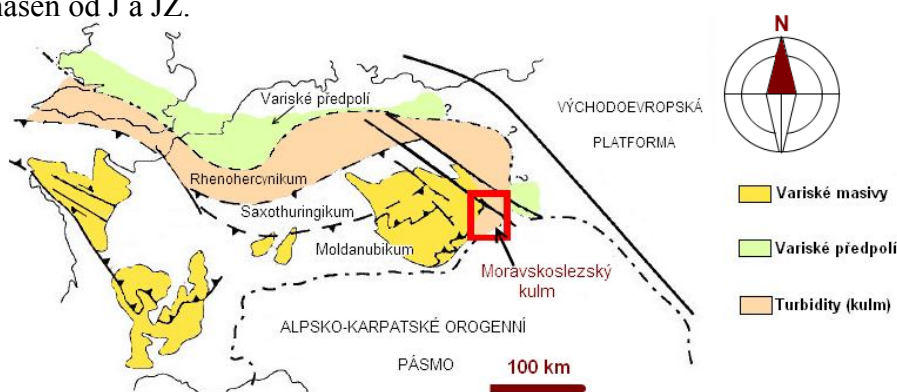 nášen od J a JZ.
N
Variské předpolí
?
VÝCHODOEVROPSKÁ
PLATFORMA
?
Rhenohercynikum
?
Variské masivy
Saxothuringikum
Moldanubikum
Variské předpolí
Moravskoslezský
kulm
Turbidity (kulm)
ALPSKO-KARPATSKÉ OROGENNÍ
PÁSMO
100 km